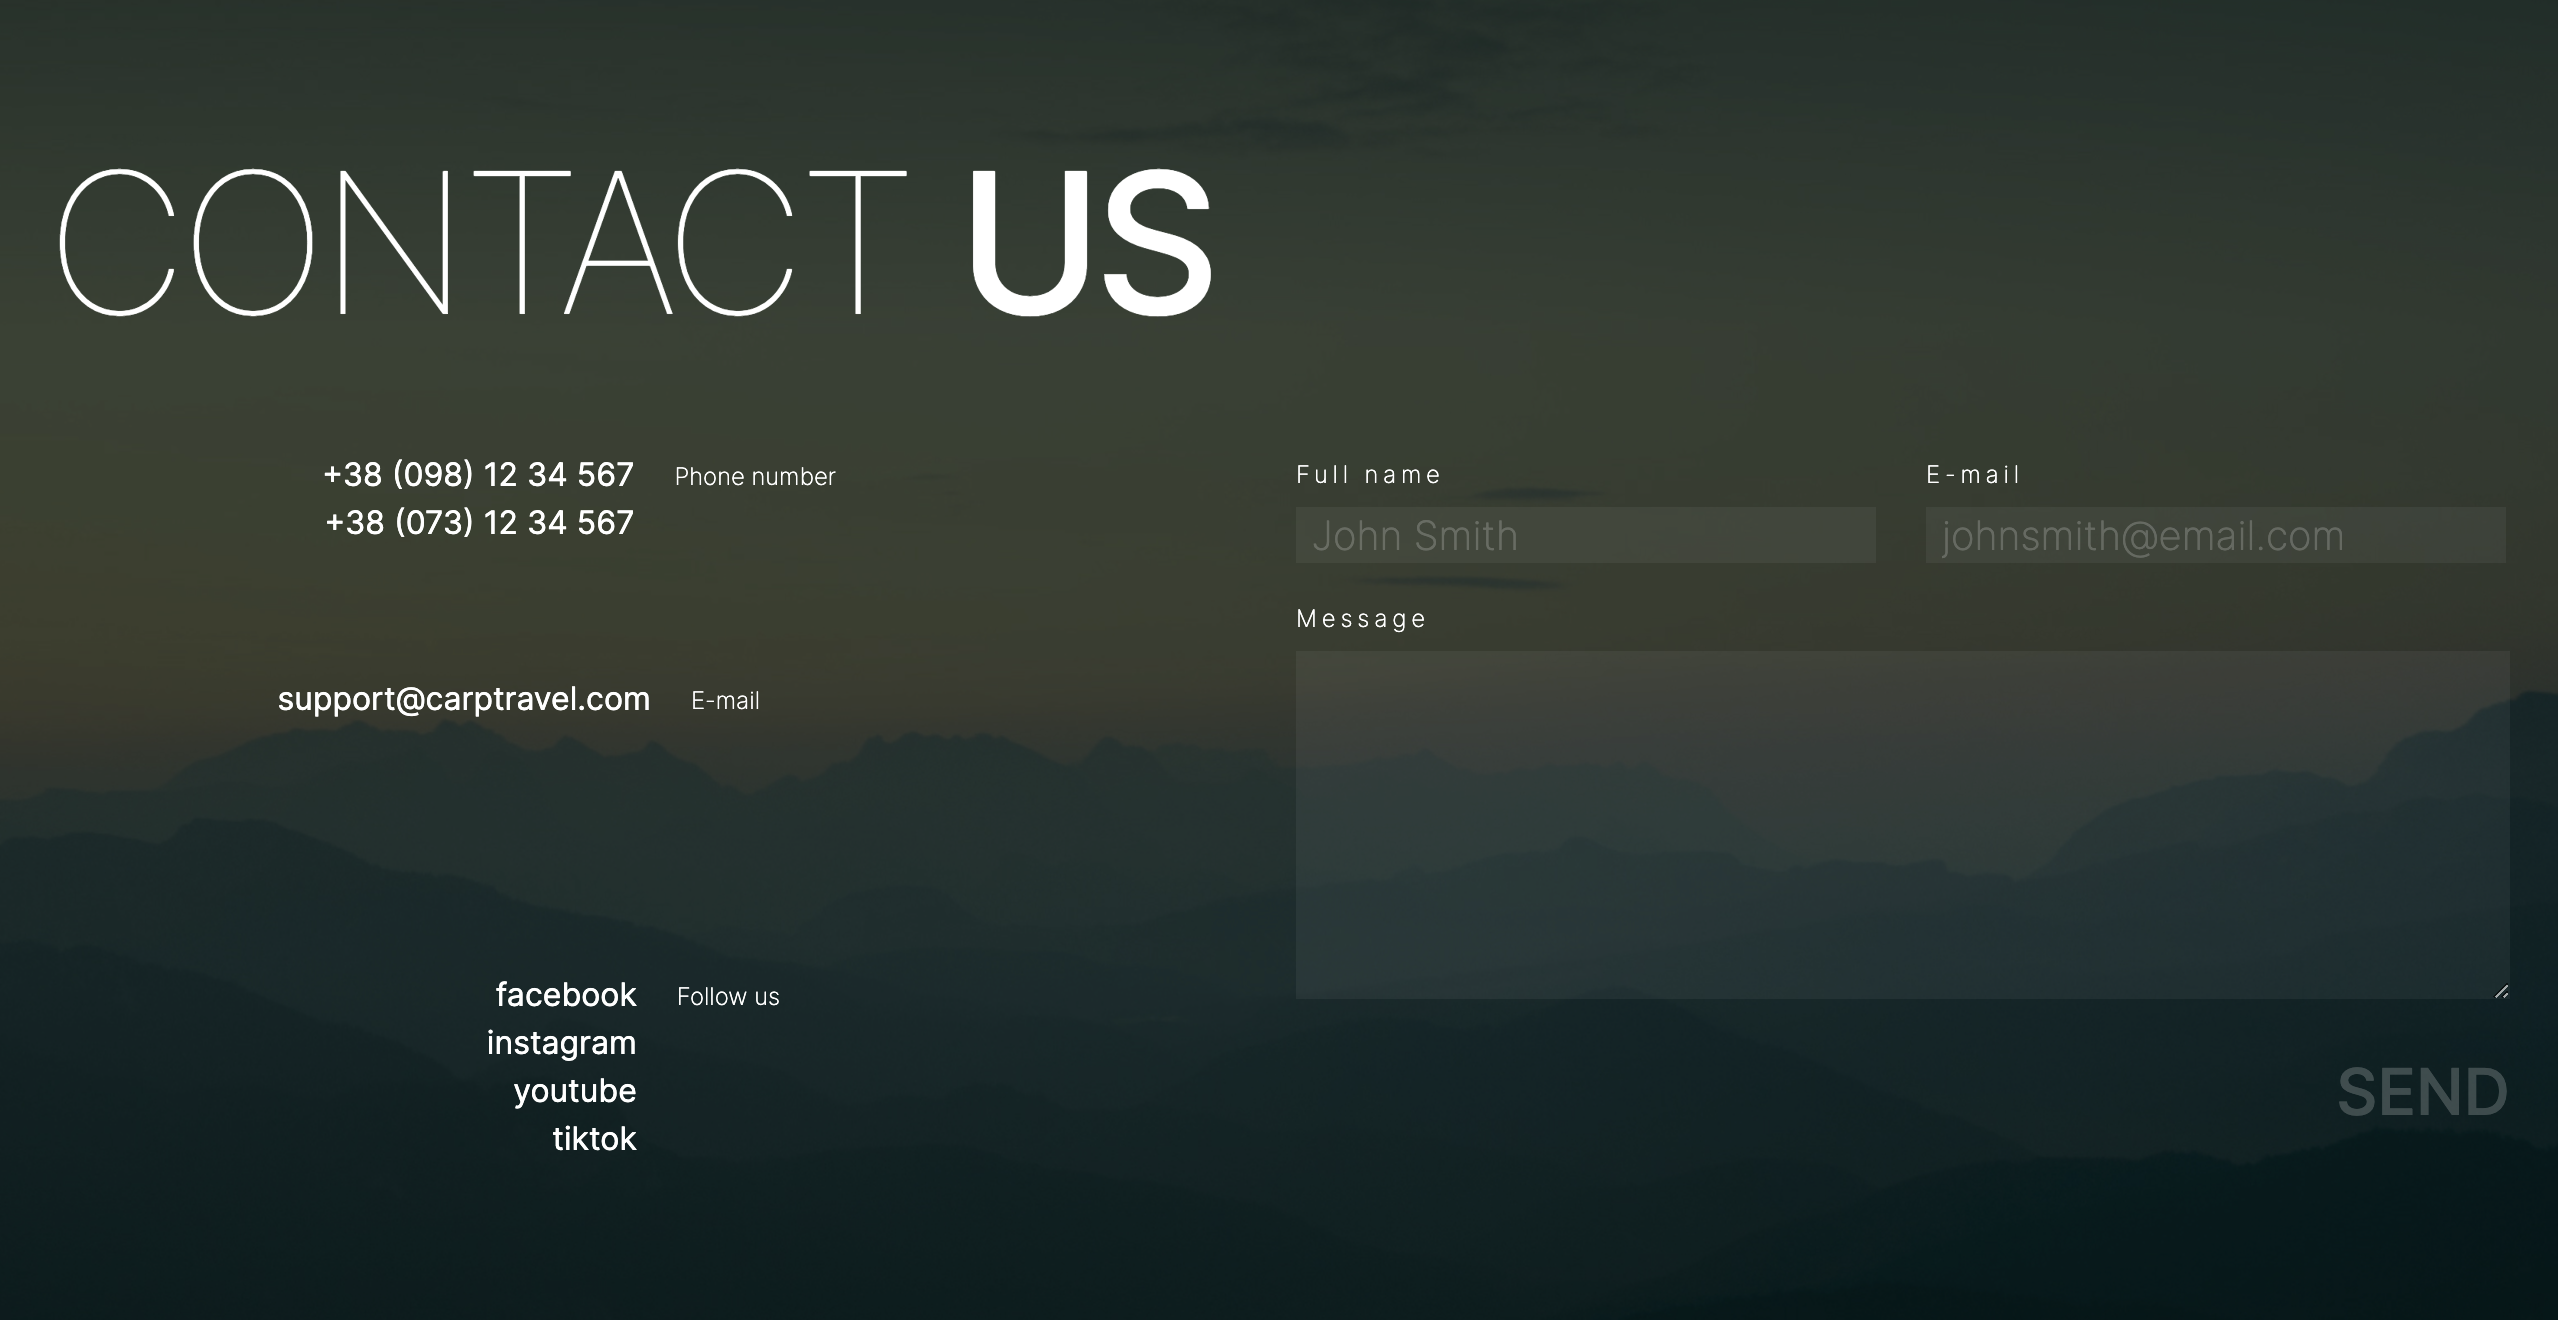 CONTACT US
+38 (098) 12 34 567 Phone number
+38 (073) 12 34 567
support@carptravel.com E-mail
facebook Follow us
instagram
youtube
tiktok
Full name
John Smith
E-mail
johnsmith@email.com
Message
SEND